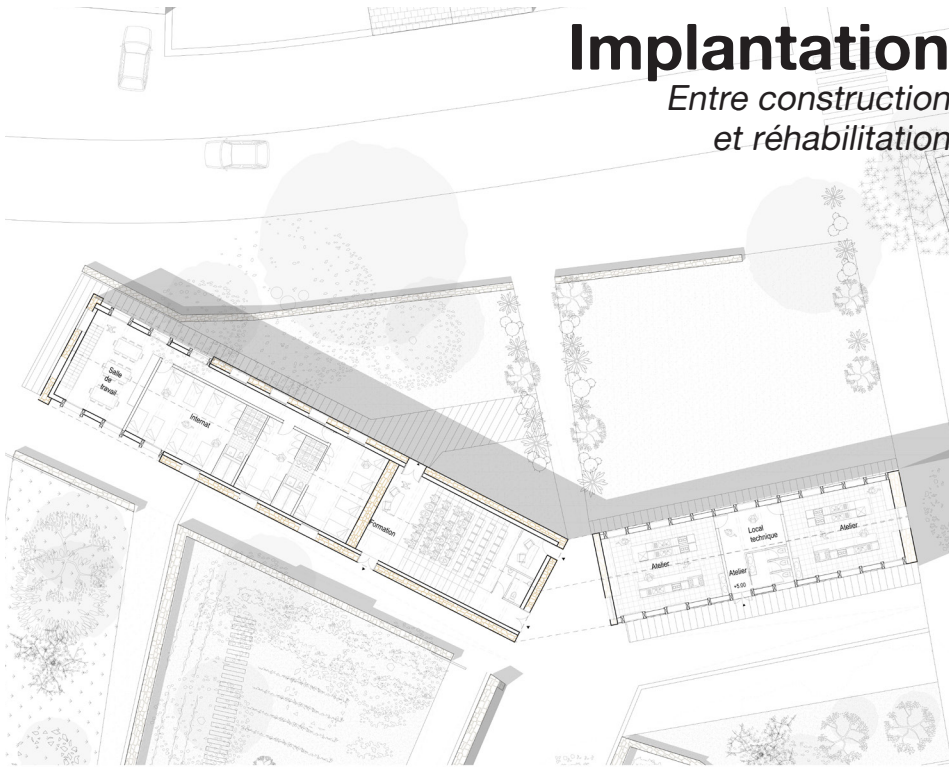 Implantation
Entre construction
et réhabilitation
Salle
de
travail
Internat
Formation
Atelier
Local
technique
Atelier
Atelier
+5.00